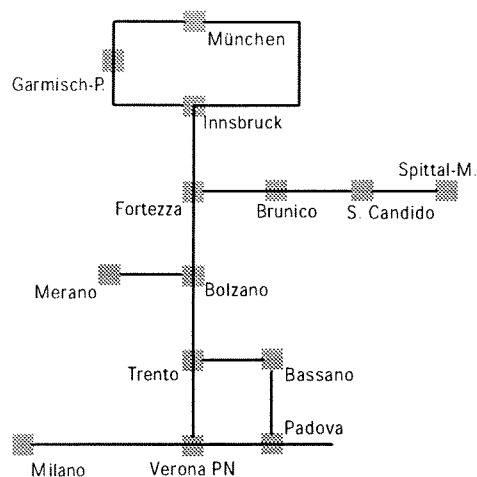 München
Garmisch-P.
Innsbruck
Spittal-M.
Fortezza
Brunico
S. Candido
Merano
Bolzano
Trento
Bassano
Padova
Milano
Verona PN